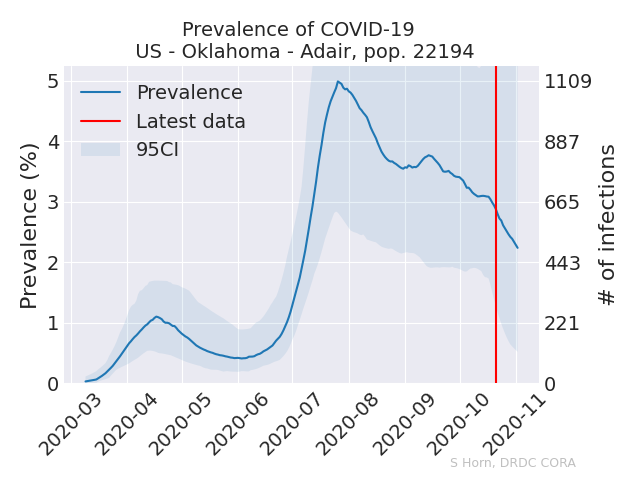 Prevalence of COVID-19
US - Oklahoma - Adair, pop. 22194
Prevalence
Latest data
95CI
Prevalence (%)
5
4
3
2
1
0
1109
887
665
443
221
0
# of infections
2020-03
2020-04
2020-05
2020-06
2020-07
2020-08
2020-09
2020-10
2020-11
S Horn, DRDC CORA